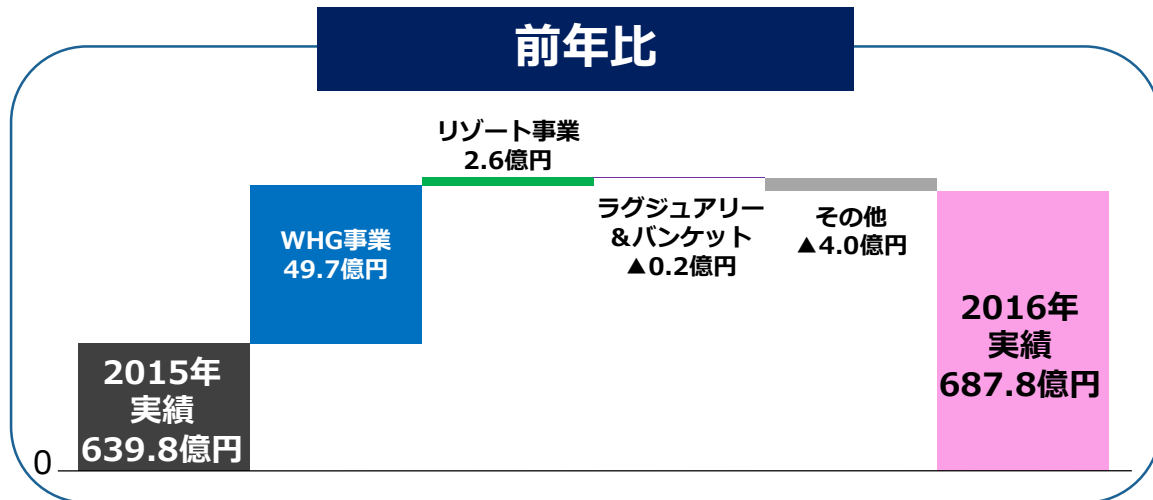 前年比
リゾート事業
2.6億円
WHG事業
49.7億円
ラグジュアリー
&バンケット
▲0.2億円
その他
▲4.0億円
2015年
実績
639.8億円
2016年
実績
687.8億円
0